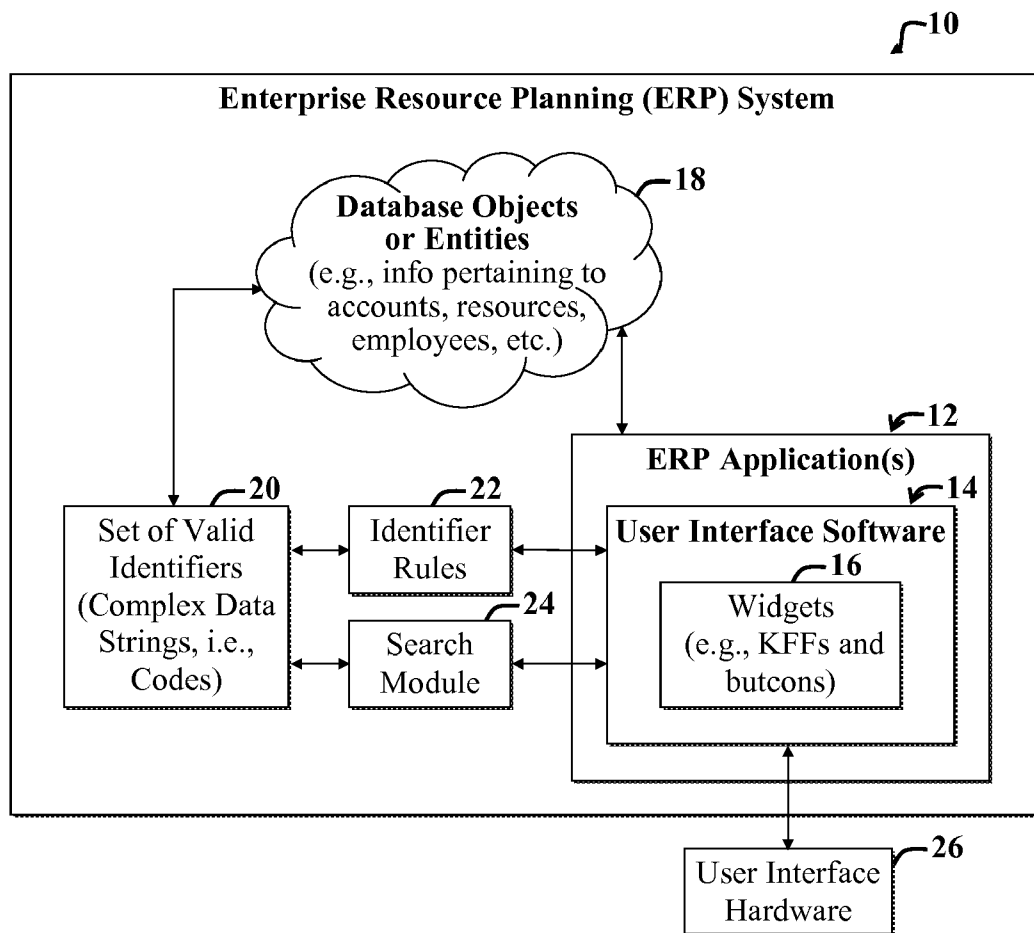 10
Enterprise Resource Planning (ERP) System
18
Database Objects
or Entities
(e.g., info pertaining to
accounts, resources,
employees, etc.)
12
ERP Application(s)
20
Set of Valid
Identifiers
(Complex Data
Strings, i.e.,
Codes)
22
Identifier
Rules
24
Search
Module
14
User Interface Software
16
Widgets
(e.g., KFFs and
butcons)
26
User Interface
Hardware